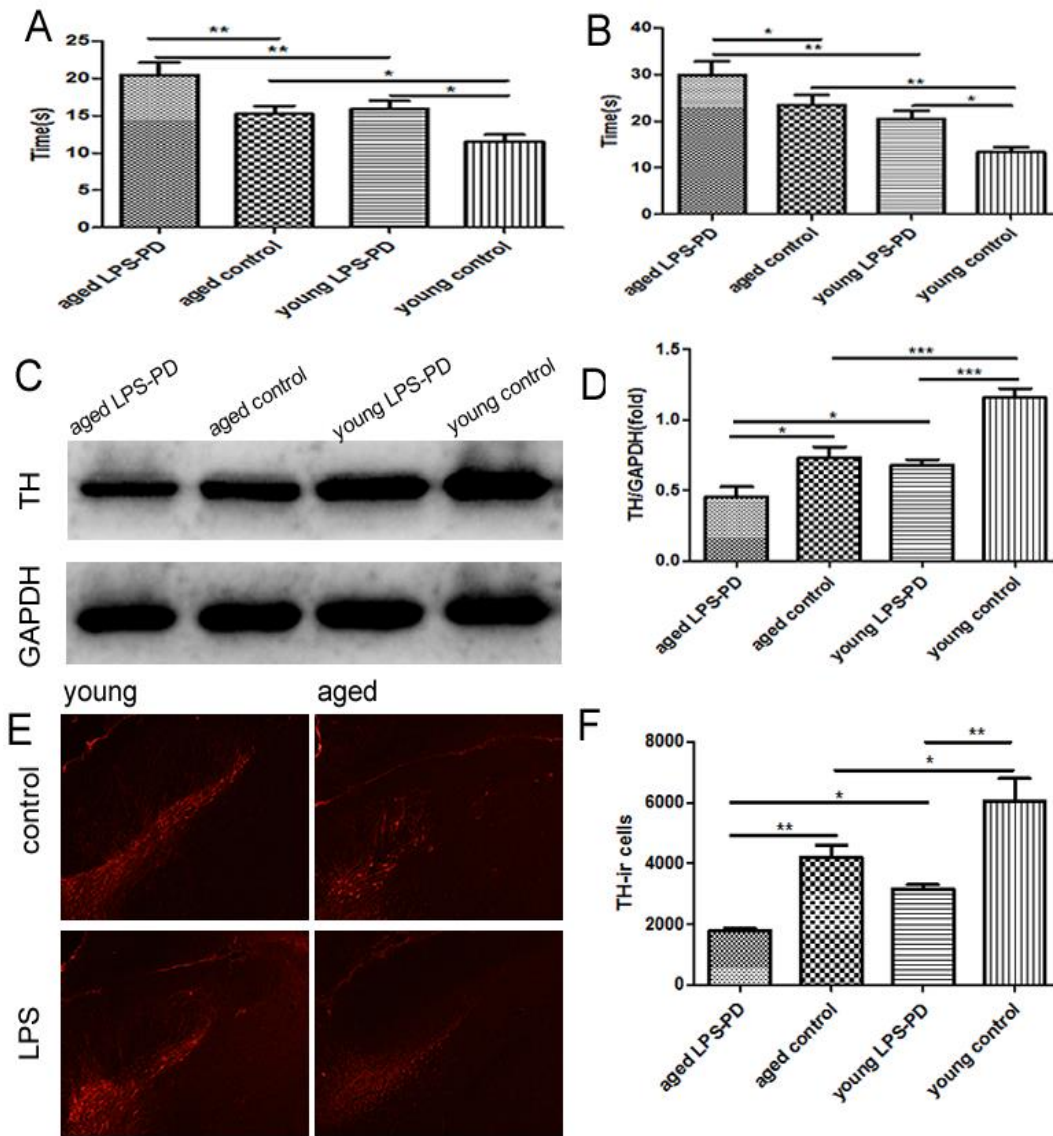 A
Time(s)
25
20
15
10
5
0
**
**
*
*
aged LPS-PD
aged control
young LPS-PD
young control
B
Time(s)
40
30
20
10
0
*
**
**
*
aged LPS-PD
aged control
young LPS-PD
young control
C
aged LPS-PD
aged control
young LPS-PD
young control
TH
GAPDH
D
TH/GAPDH(fold)
1.5
1.0
0.5
0.0
***
***
*
*
aged LPS-PD
aged control
young LPS-PD
young control
E
young
aged
control
LPS
F
TH-ir cells
8000
6000
4000
2000
0
**
*
*
**
aged LPS-PD
aged control
young LPS-PD
young control